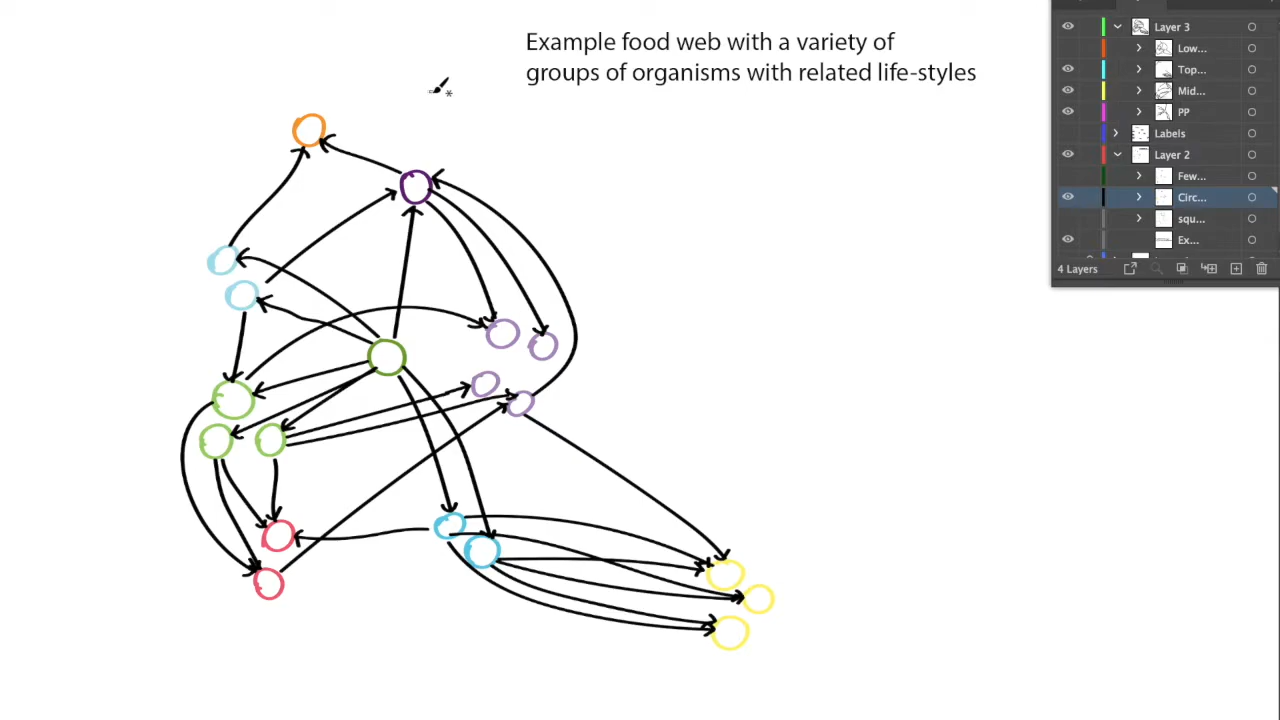 Example food web with a variety of
groups of organisms with related life-styles
Layer 3
Low...
Top...
Mid...
PP
Labels
Layer 2
Few...
Circ...
squ...
Ex...
4 Layers